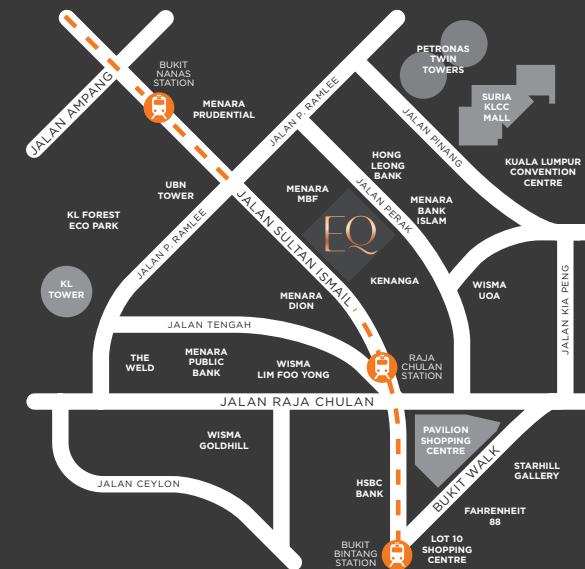 PETRONAS
TWIN
TOWERS
BUKIT
NANAS
STATION
JALAN AMPANG
MENARA
PRUDENTIAL
JALAN P. RAMLEE
SURIA
KLCC
MALL
JALAN PINANG
HONG
LEONG
BANK
KUALA LUMPUR
CONVENTION
CENTRE
UBN
TOWER
MENARA
MBF
JALAN PERAK
MENARA
BANK
ISLAM
KL FOREST
ECO PARK
JALAN P. RAMLEE
JALAN SULTAN ISMAIL
EQ
KL
TOWER
KENANGA
WISMA
UOA
JALAN KIA PENG
MENARA
DION
JALAN TENGAH
THE
WELD
MENARA
PUBLIC
BANK
WISMA
LIM FOO YONG
RAJA
CHULAN
STATION
JALAN RAJA CHULAN
WISMA
GOLDHILL
PAVILION
SHOPPING
CENTRE
BUKIT WALK
STARHILL
GALLERY
JALAN CEYLON
HSBC
BANK
FAHRENHEIT
88
BUKIT
BINTANG
STATION
LOT 10
SHOPPING
CENTRE